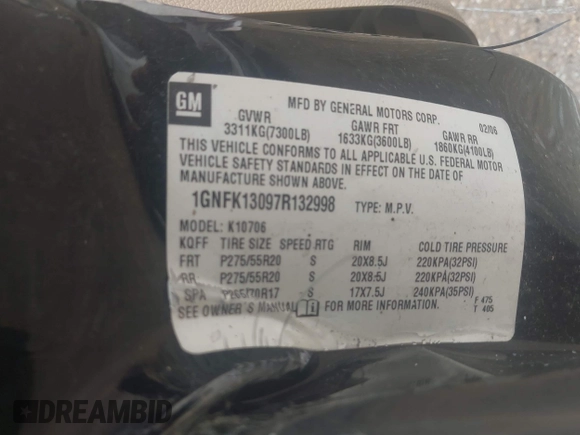 GM
MFD BY GENERAL MOTORS CORP. 02/06
GVWR GAWR FRT GAWR RR
3311KG(7300LB) 1633KG(3600LB) 1860KG(4100LB)
THIS VEHICLE CONFORMS TO ALL APPLICABLE U.S. FEDERAL MOTOR
VEHICLE SAFETY STANDARDS IN EFFECT ON THE DATE OF
MANUFACTURE SHOWN ABOVE.
1GNFK13097R132998 TYPE: M.P.V.
MODEL: K10706
KQFF TIRE SIZE SPEED RTG RIM COLD TIRE PRESSURE
FRT P275/55R20 S 20X8.5J 220KPA(32PSI)
RR P275/55R20 S 20X8.5J 220KPA(32PSI)
SPA P265/70R17 S 17X7.5J 240KPA(35PSI)
SEE OWNER'S MANUAL i FOR MORE INFORMATION.
F 475
T 405
DREAMBID